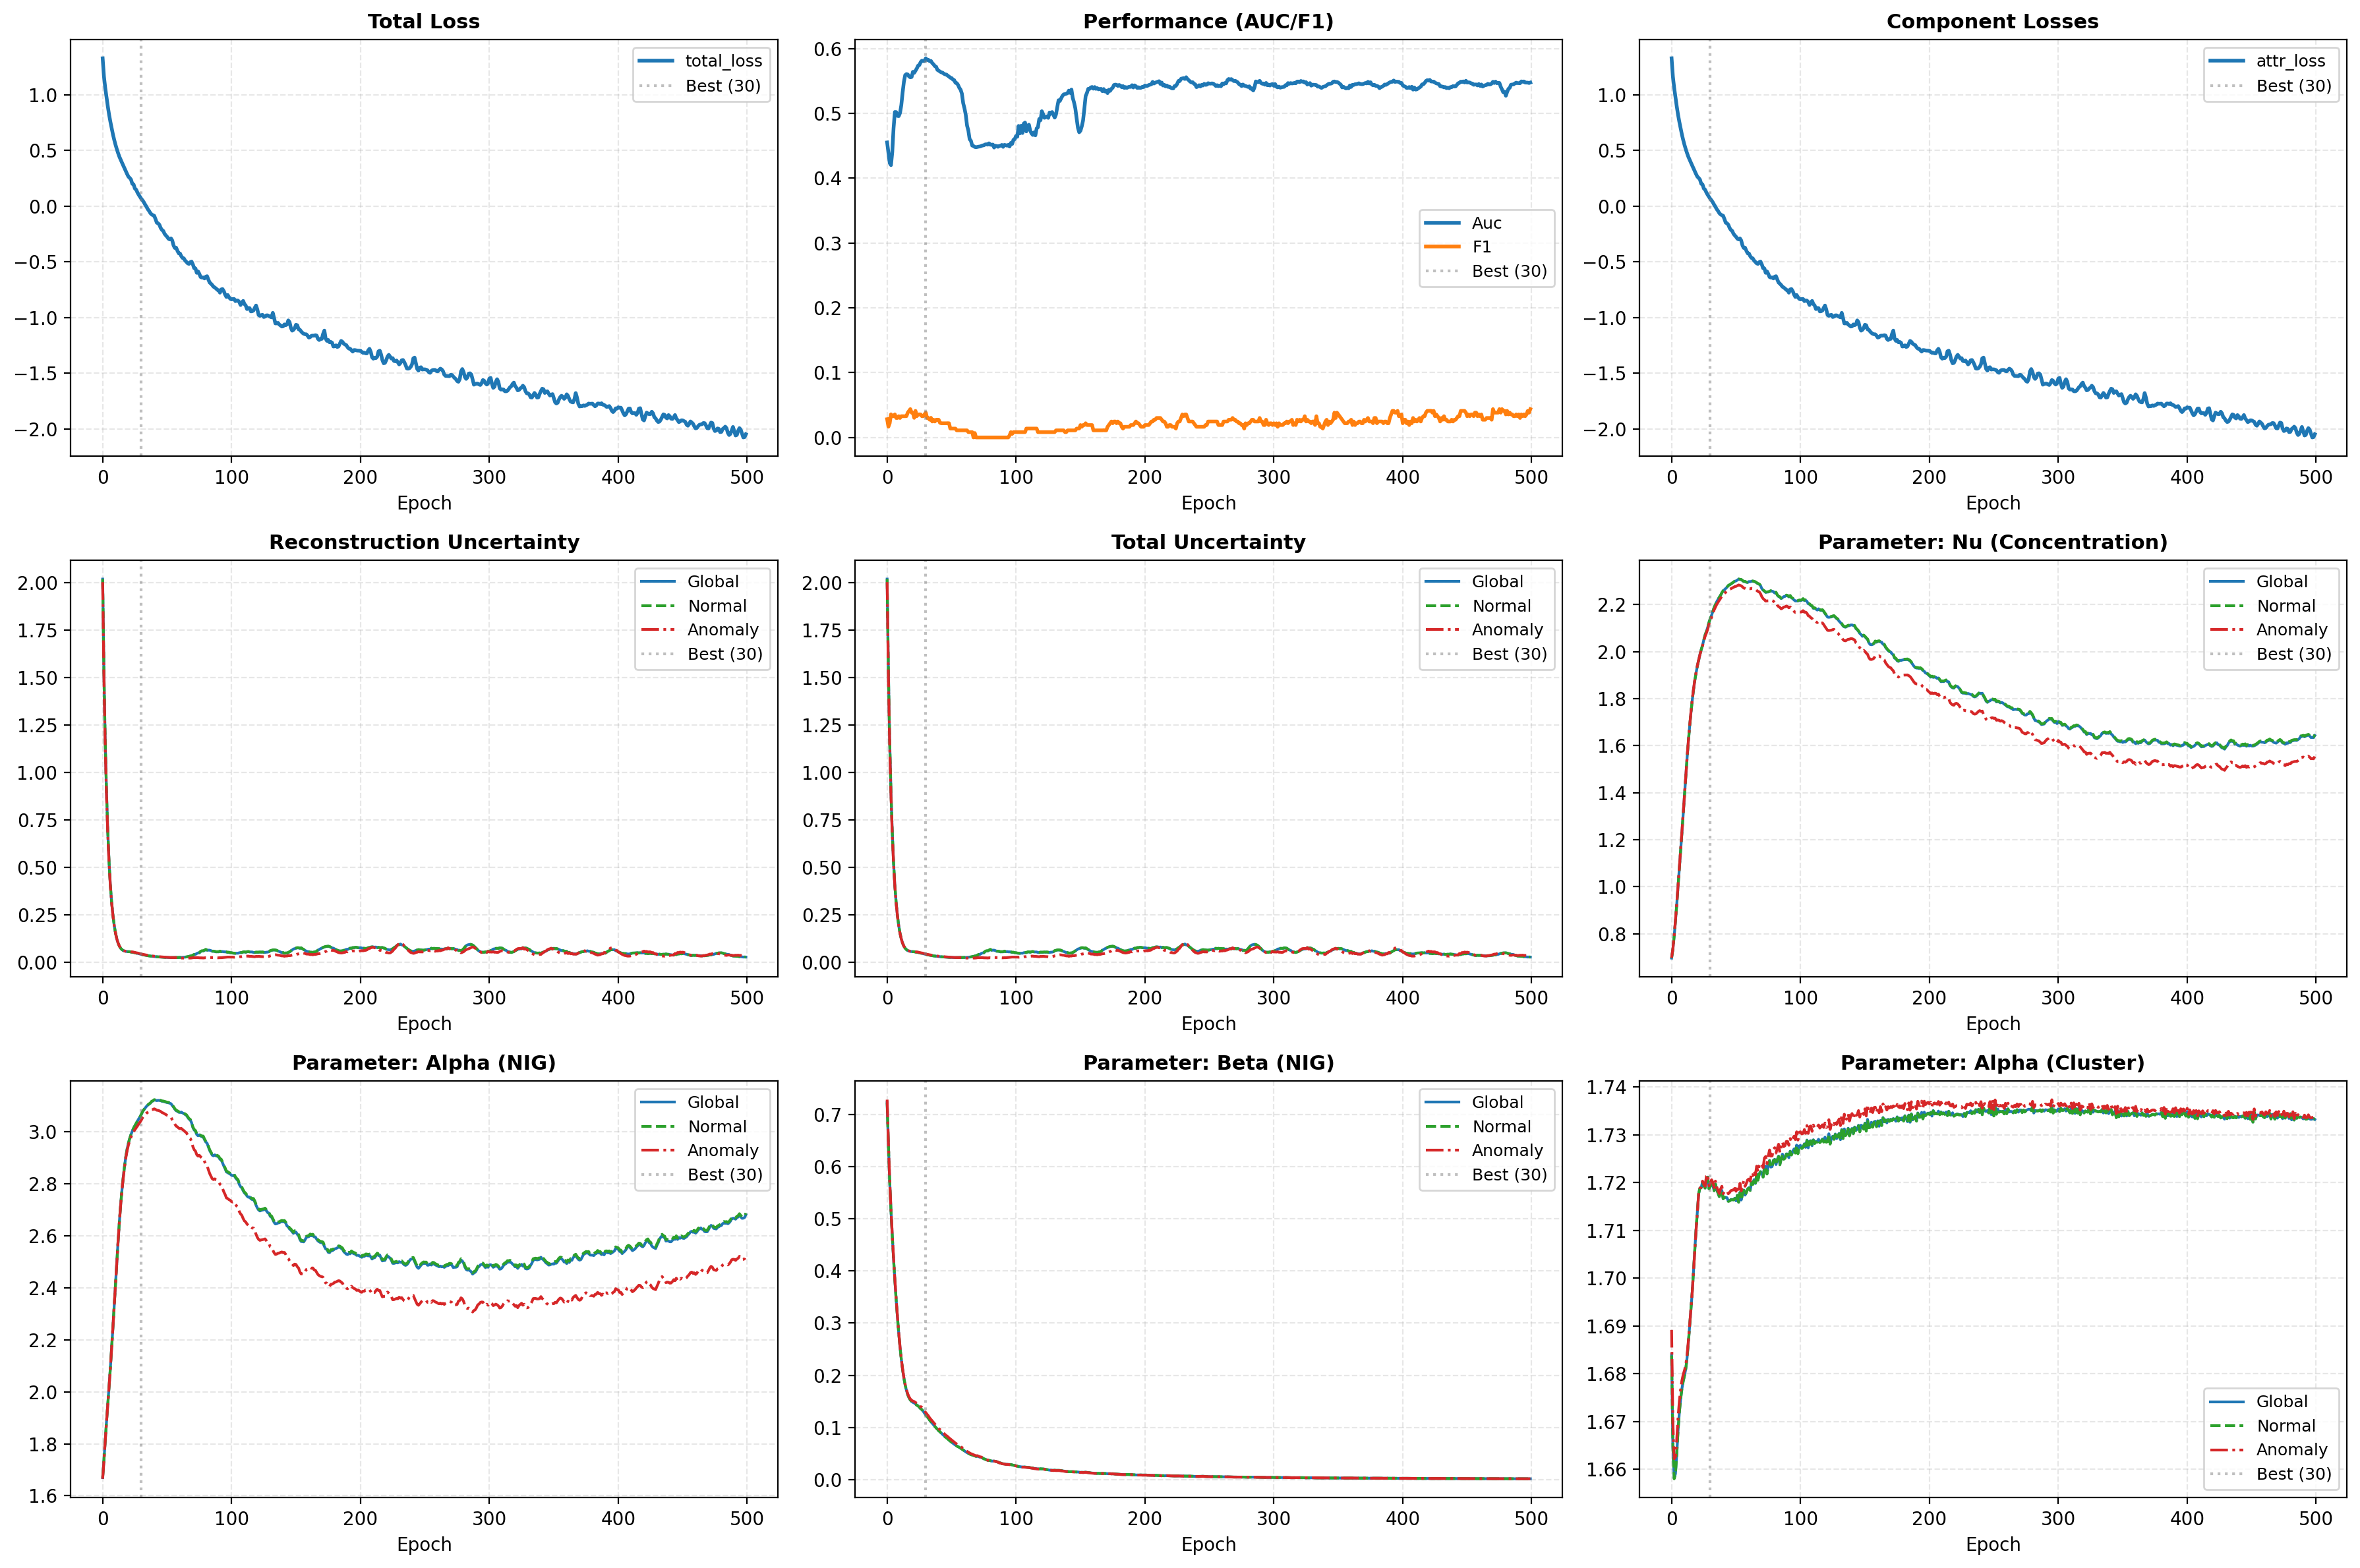 Total Loss
1.0
0.5
0.0
−0.5
−1.0
−1.5
−2.0
0 100 200 300 400 500
Epoch
total_loss
Best (30)
Performance (AUC/F1)
0.6
0.5
0.4
0.3
0.2
0.1
0.0
0 100 200 300 400 500
Epoch
Auc
F1
Best (30)
Component Losses
1.0
0.5
0.0
−0.5
−1.0
−1.5
−2.0
0 100 200 300 400 500
Epoch
attr_loss
Best (30)
Reconstruction Uncertainty
2.00
1.75
1.50
1.25
1.00
0.75
0.50
0.25
0.00
0 100 200 300 400 500
Epoch
Global
Normal
Anomaly
Best (30)
Total Uncertainty
2.00
1.75
1.50
1.25
1.00
0.75
0.50
0.25
0.00
0 100 200 300 400 500
Epoch
Global
Normal
Anomaly
Best (30)
Parameter: Nu (Concentration)
2.2
2.0
1.8
1.6
1.4
1.2
1.0
0.8
0 100 200 300 400 500
Epoch
Global
Normal
Anomaly
Best (30)
Parameter: Alpha (NIG)
3.0
2.8
2.6
2.4
2.2
2.0
1.8
1.6
0 100 200 300 400 500
Epoch
Global
Normal
Anomaly
Best (30)
Parameter: Beta (NIG)
0.7
0.6
0.5
0.4
0.3
0.2
0.1
0.0
0 100 200 300 400 500
Epoch
Global
Normal
Anomaly
Best (30)
Parameter: Alpha (Cluster)
1.74
1.73
1.72
1.71
1.70
1.69
1.68
1.67
1.66
0 100 200 300 400 500
Epoch
Global
Normal
Anomaly
Best (30)